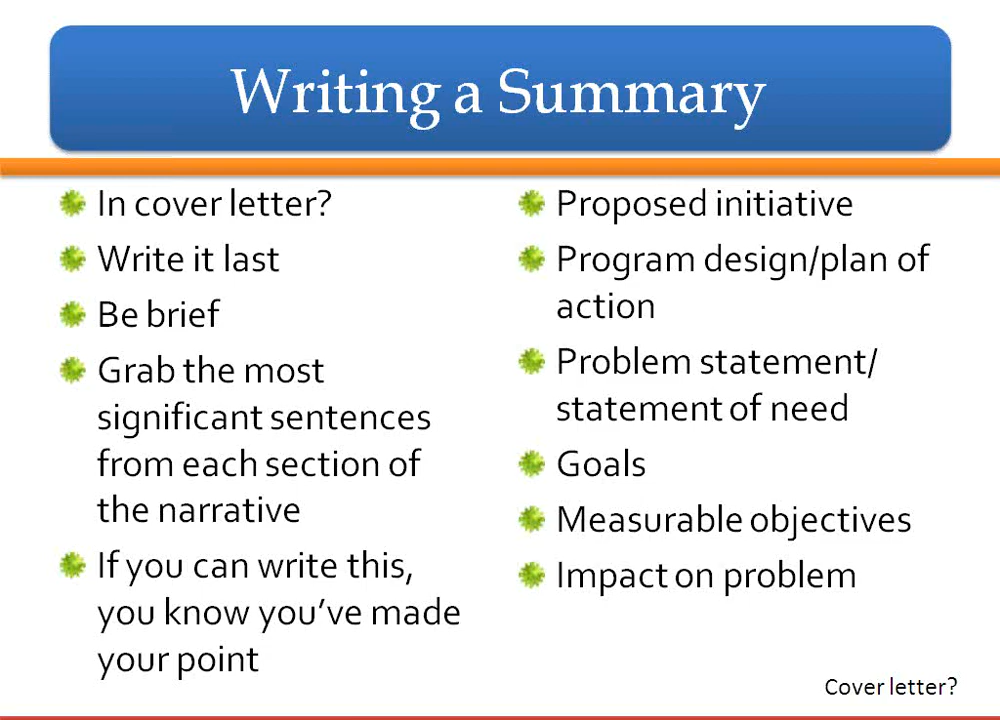 Writing a Summary
In cover letter?
Write it last
Be brief
Grab the most
significant sentences
from each section of
the narrative
If you can write this,
you know you’ve made
your point
Proposed initiative
Program design/plan of
action
Problem statement/
statement of need
Goals
Measurable objectives
Impact on problem
Cover letter?